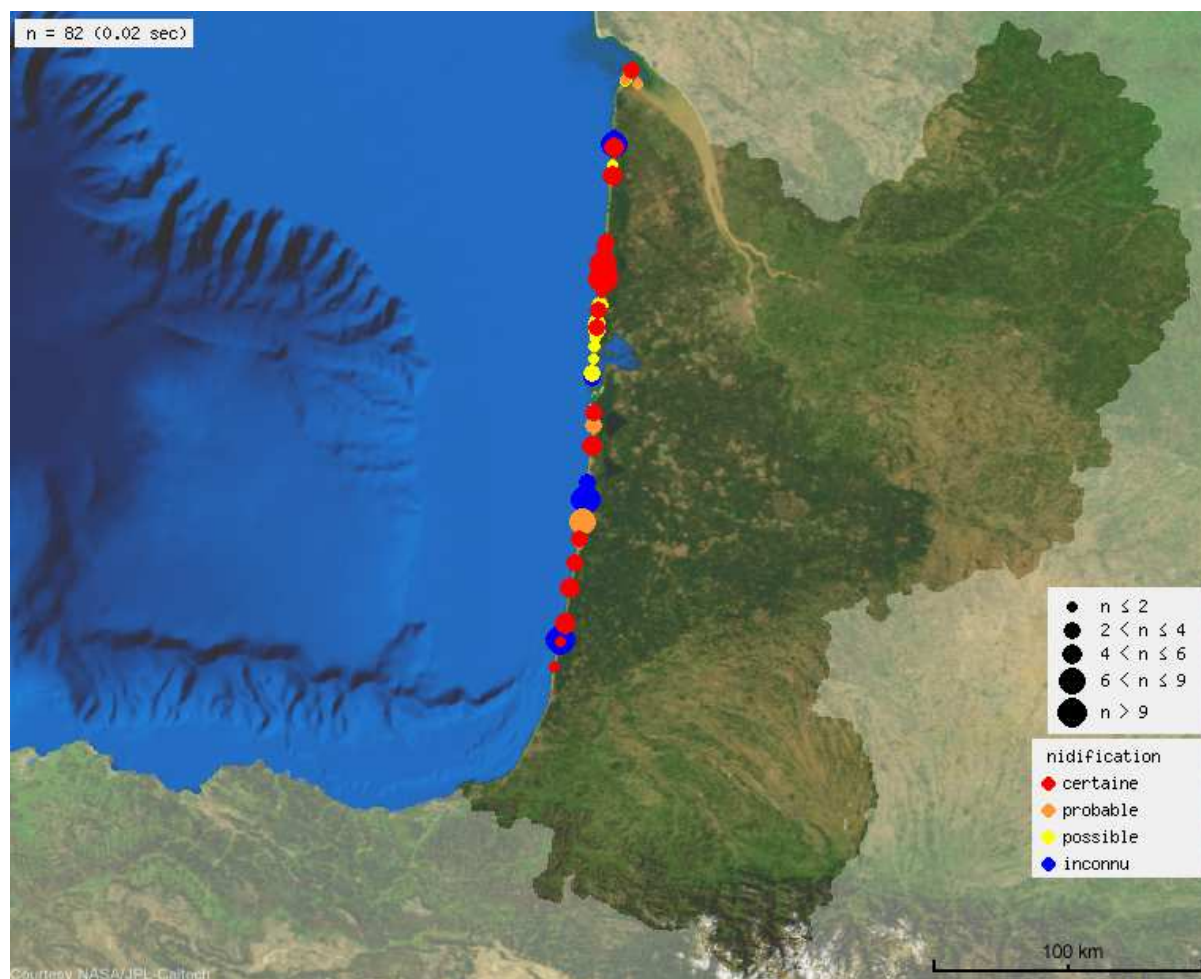 n = 82 (0.02 sec)
n ≤ 2
2 < n ≤ 4
4 < n ≤ 6
6 < n ≤ 9
n > 9
nidification
certaine
probable
possible
inconnu
100 km
Courtesy NASA/JPL-Caltech